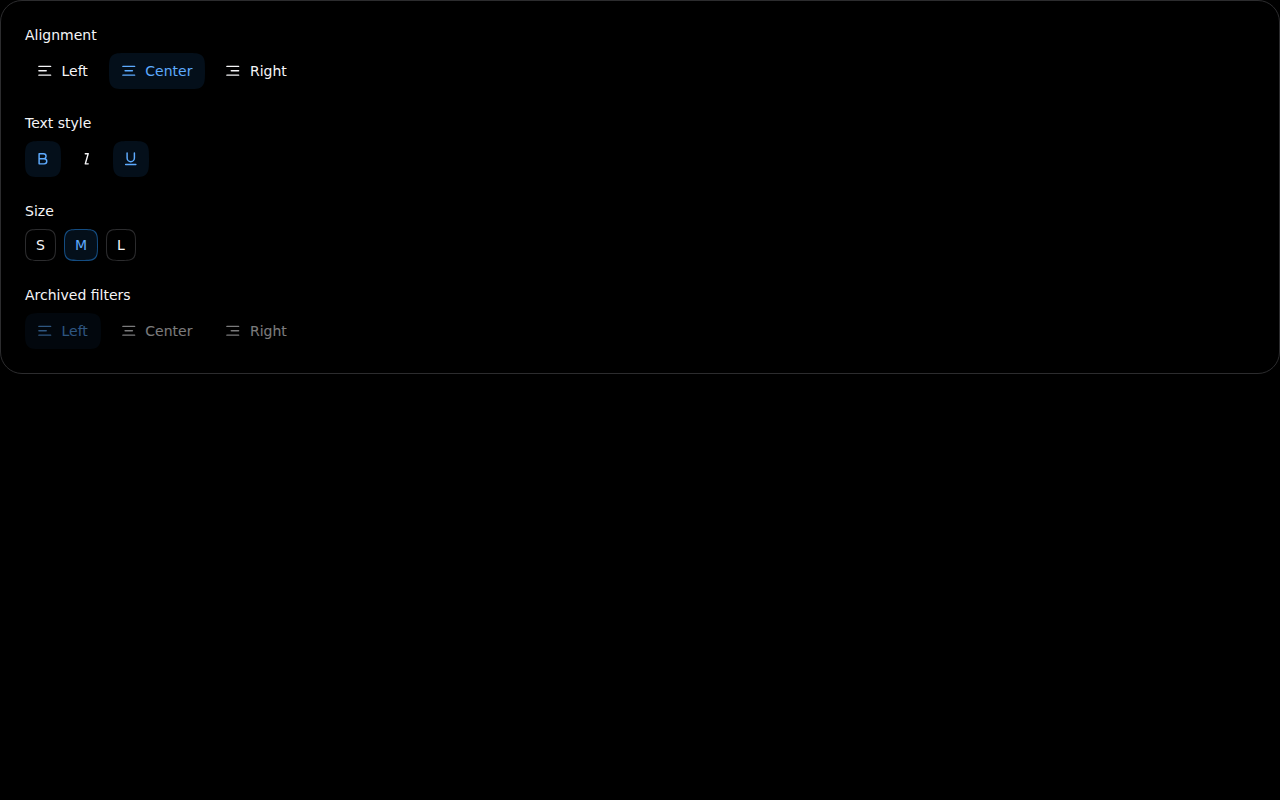 Alignment
Left Center Right
Text style
B I U
Size
S M L
Archived filters
Left Center Right